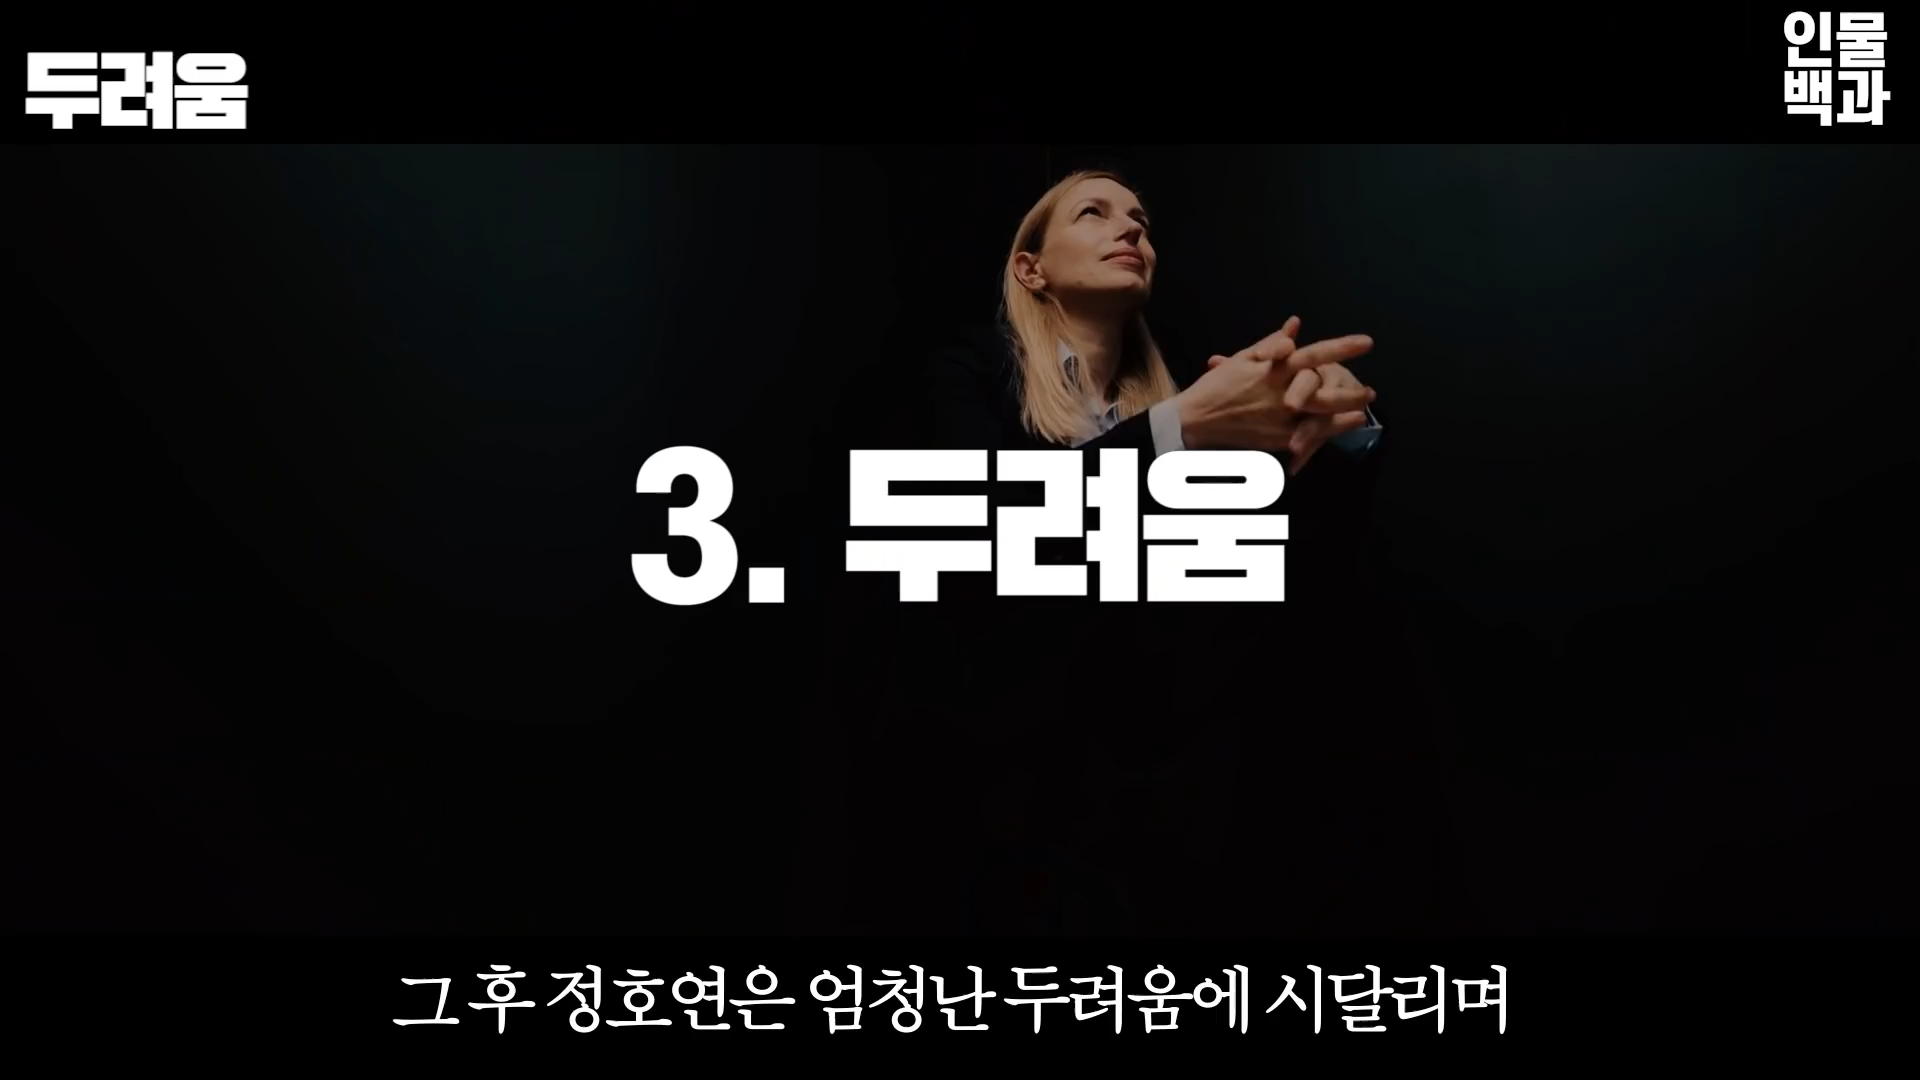 두려움
인물
백과
3. 두려움
그 후 정호연은 엄청난 두려움에 시달리며